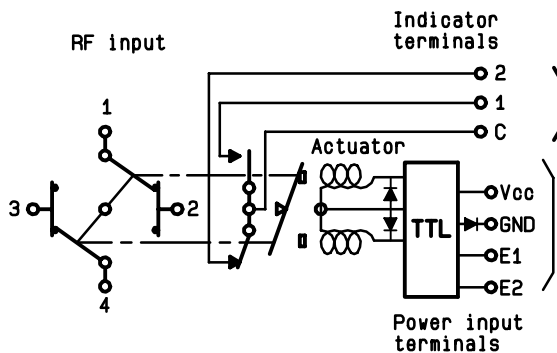 Indicator
terminals
RF input
2
1
C
1
Actuator
3
2
4
TTL
Vcc
GND
E1
E2
Power input
terminals